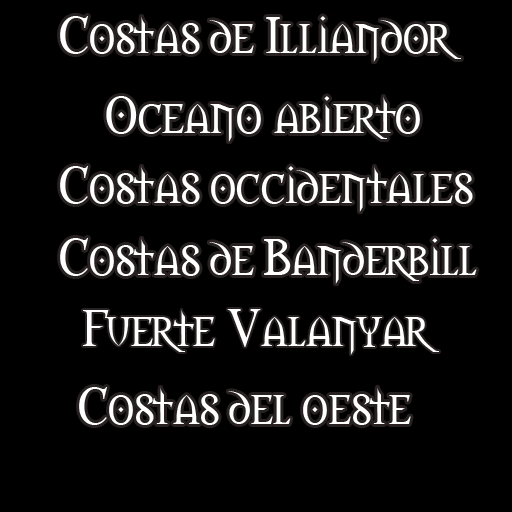 Costas de Illiandor
Oceano abierto
Costas occidentales
Costas de Banderbill
Fuerte Valanyar
Costas del oeste